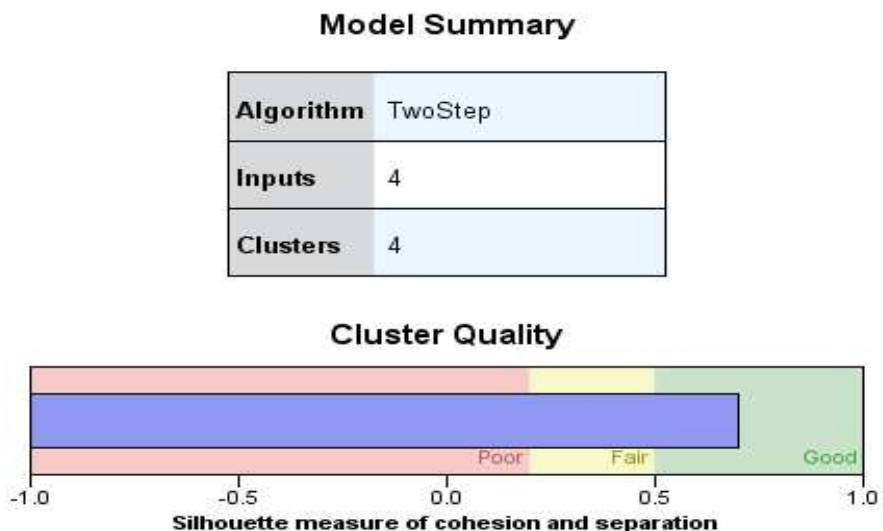 Model Summary
Algorithm TwoStep
Inputs 4
Clusters 4
Cluster Quality
Poor Fair Good
-1.0 -0.5 0.0 0.5 1.0
Silhouette measure of cohesion and separation